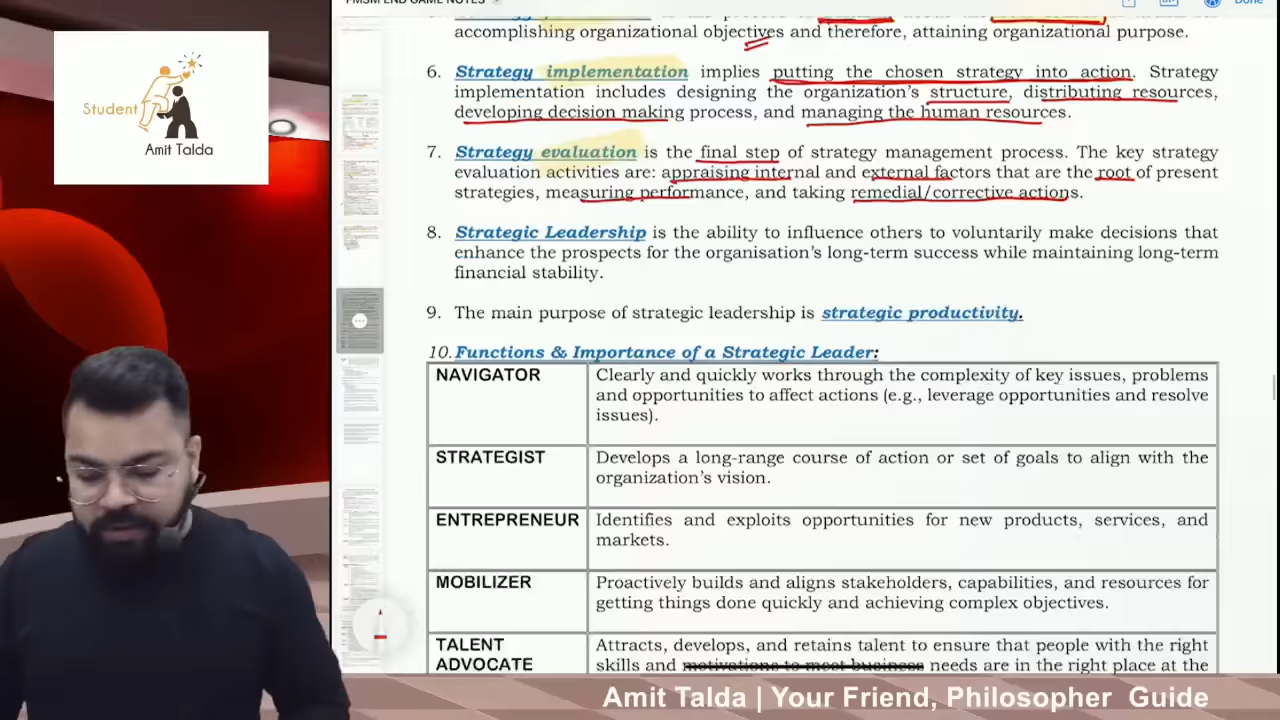 FMSM END GAME NOTES
Done
accomplishing organizational objectives and therefore, attaining organizational purpose.
6. Strategy implementation implies putting the chosen strategy into action. Strategy
implementation includes designing the organization's structure, distributing resources,
developing decision making process, and managing the human resources.
7. Strategy evaluation is the final step of strategy management process. The key strategy
evaluation activities are: appraising internal and external factors that are the root of present
strategies, measuring performance, and taking remedial/corrective actions.
8. Strategic Leadership is the ability to influence others to voluntarily make decisions that
enhance the prospects for the organisation's long-term success while maintaining long-term
financial stability.
9. The main purpose of strategic leadership is strategic productivity.
10. Functions & Importance of a Strategic Leader:
NAVIGATOR
Clearly and quickly works through the complexity of key issues, problems
and opportunities to affect actions (e.g., leverage opportunities and resolve
issues).
STRATEGIST
Develops a long-range course of action or set of goals to align with the
organization's vision.
ENTREPRENEUR
Identifies and exploits opportunities for new products, services, and
markets.
MOBILIZER
Proactively builds and aligns stakeholders, capabilities, and resources for
getting things done quickly and achieving complex objectives.
TALENT
ADVOCATE
Attracts, develops, and retains talent to ensure that people with the right
skills and motivations to meet business needs are in the right place at the
Student
Amit Talda
Amit Talda | Your Friend, Philosopher Guide